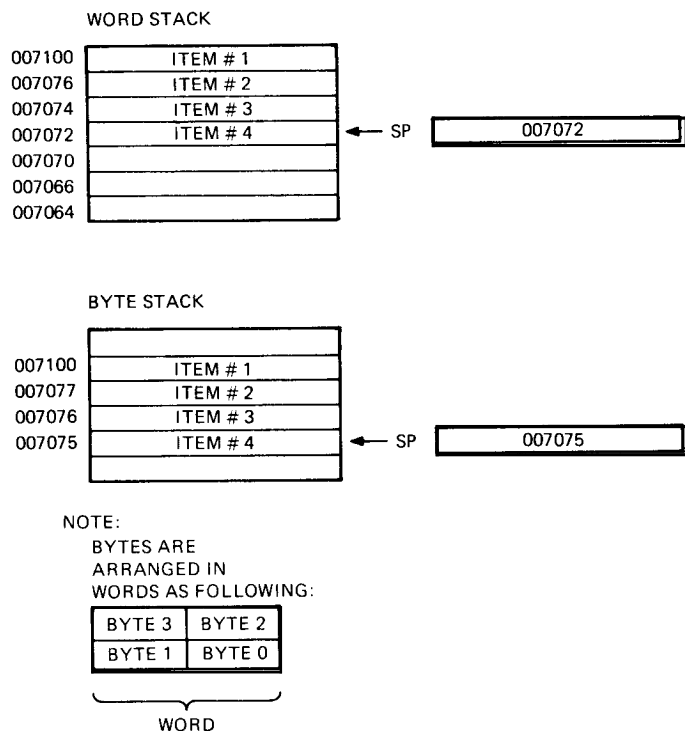 WORD STACK
007100 ITEM # 1
007076 ITEM # 2
007074 ITEM # 3
007072 ITEM # 4 SP 007072
007070
007066
007064
BYTE STACK
007100 ITEM # 1
007077 ITEM # 2
007076 ITEM # 3
007075 ITEM # 4 SP 007075
NOTE:
BYTES ARE
ARRANGED IN
WORDS AS FOLLOWING:
BYTE 3 BYTE 2
BYTE 1 BYTE 0
WORD